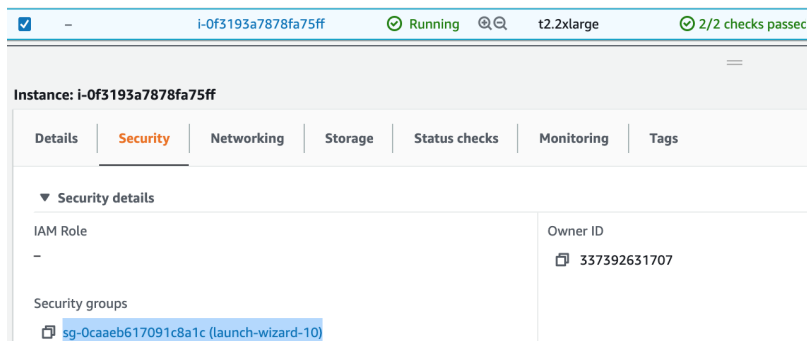 – i-0f3193a7878fa75ff Running t2.2xlarge 2/2 checks passed
Instance: i-0f3193a7878fa75ff
Details Security Networking Storage Status checks Monitoring Tags
Security details
IAM Role Owner ID
– 337392631707
Security groups
sg-0caaeb617091c8a1c (launch-wizard-10)